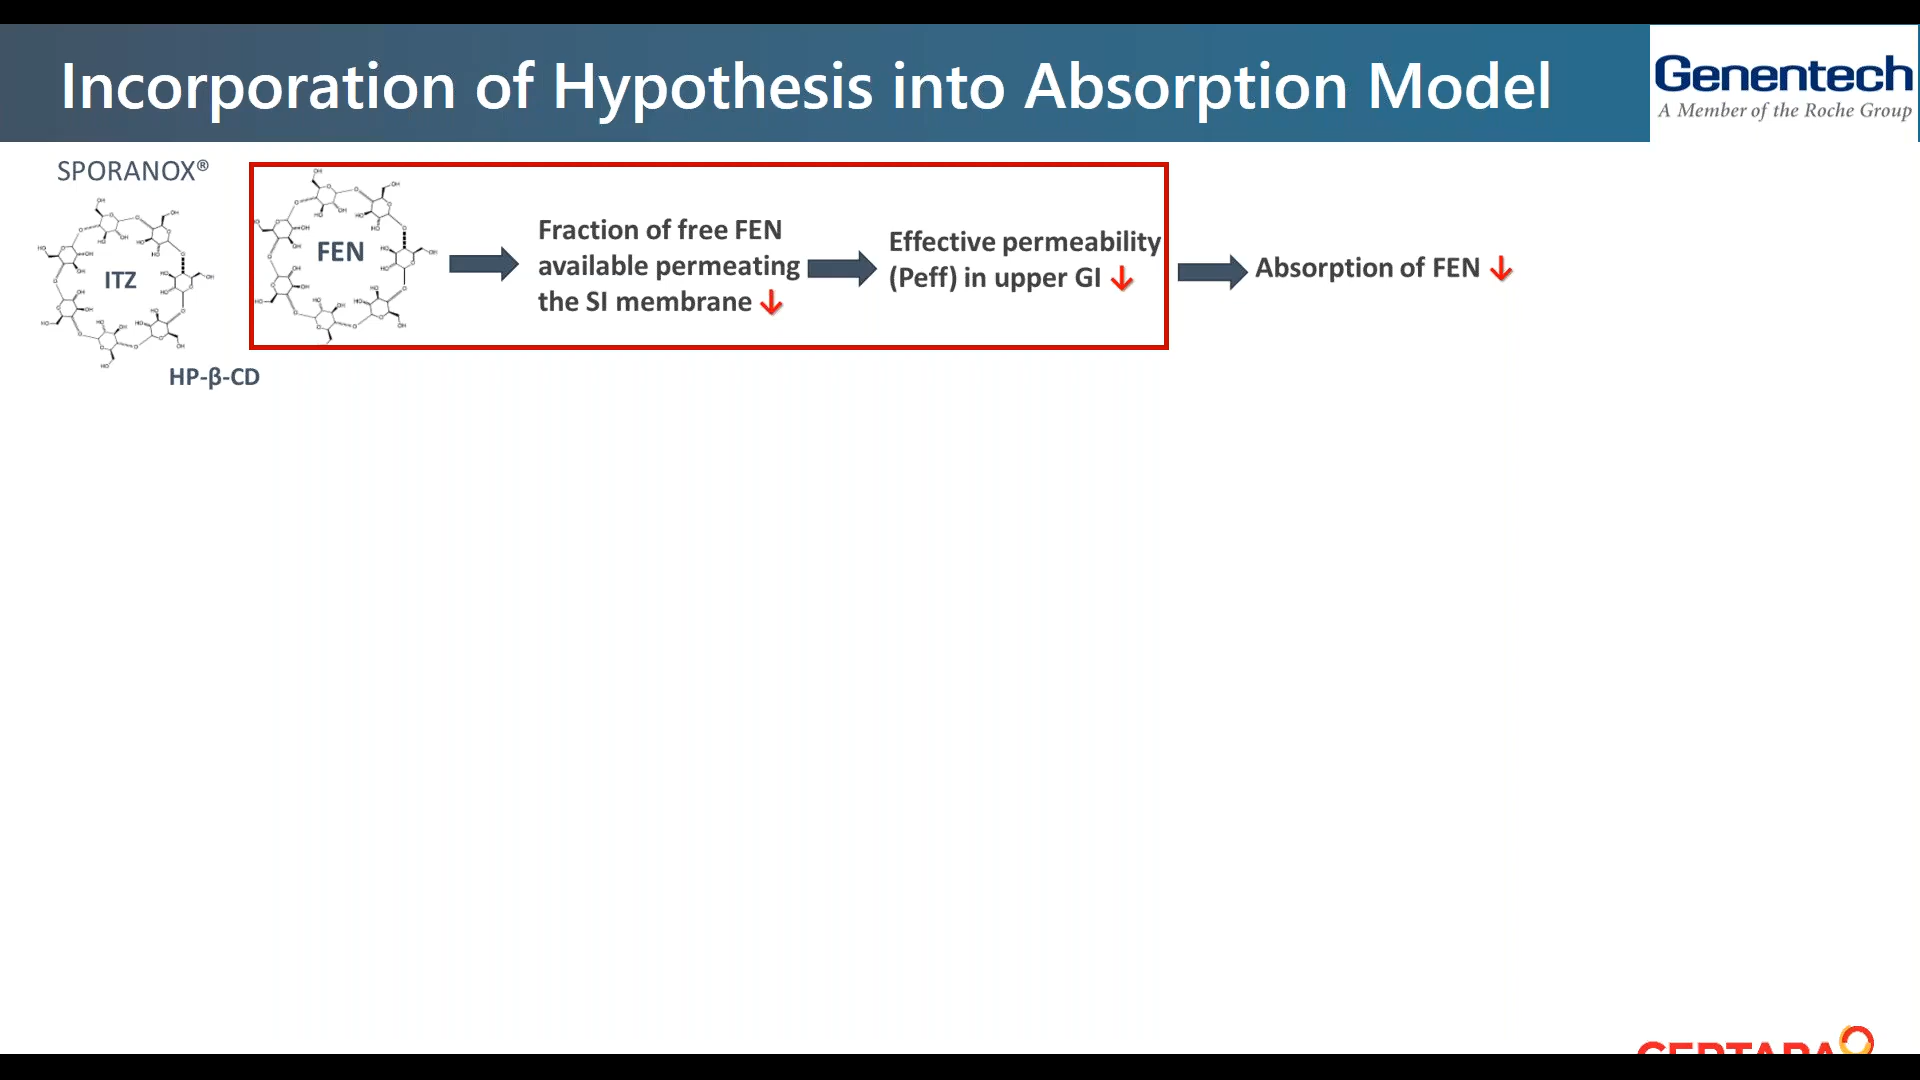 Incorporation of Hypothesis into Absorption Model
Genentech
A Member of the Roche Group
SPORANOX®
ITZ
HP-β-CD
FEN
Fraction of free FEN
available permeating
the SI membrane ↓
Effective permeability
(Peff) in upper GI ↓
Absorption of FEN ↓